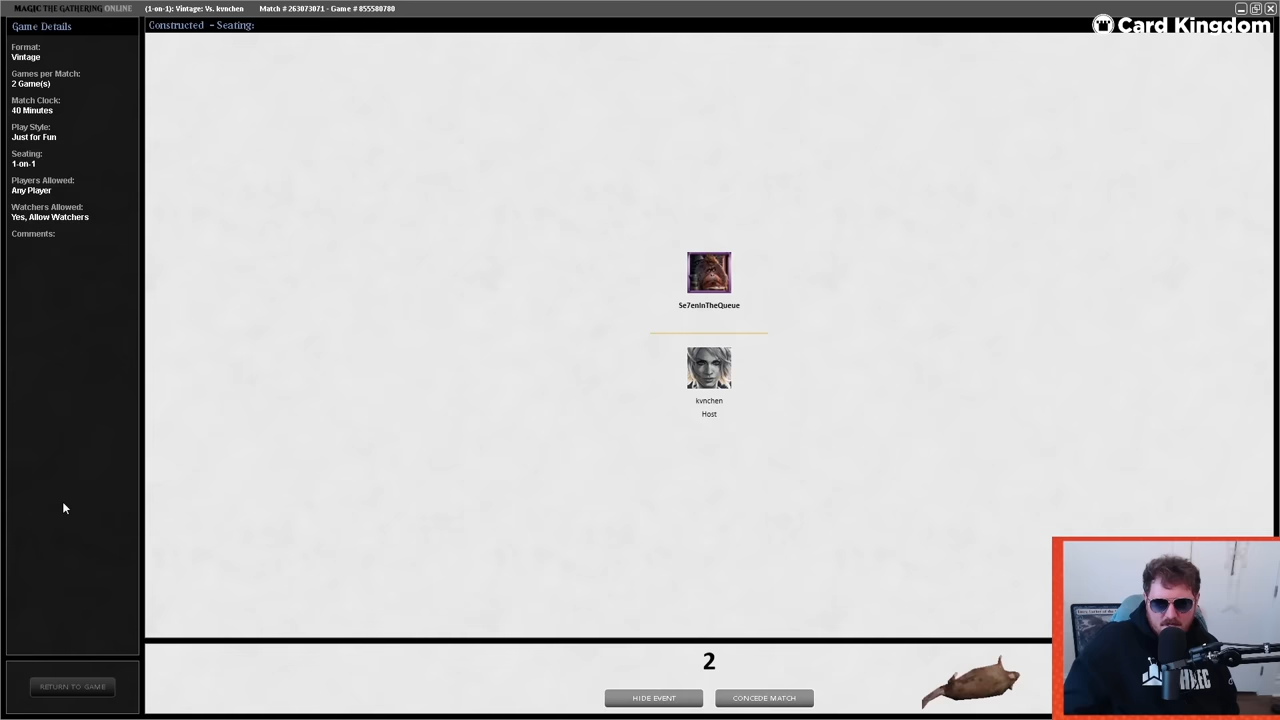 MAGIC THE GATHERING ONLINE (1-on-1): Vintage: Vs. kvnchen Match # 263073071 - Game # 855580780
Game Details
Constructed - Seating:
Card Kingdom
Format:
Vintage
Games per Match:
2 Game(s)
Match Clock:
40 Minutes
Play Style:
Just for Fun
Seating:
1-on-1
Players Allowed:
Any Player
Watchers Allowed:
Yes, Allow Watchers
Comments:
Se7enInTheQueue
kvnchen
Host
2
RETURN TO GAME
HIDE EVENT
CONCEDE MATCH